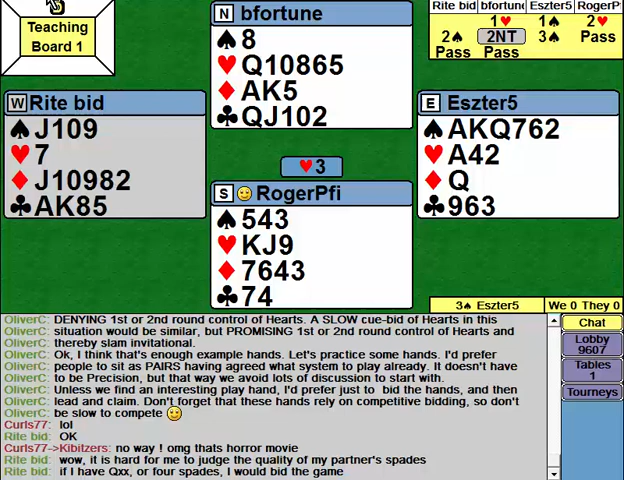 Teaching
Board 1
N bfortune
♠8
♥Q10865
♦AK5
♣QJ102
Rite bid bfortune Eszter5 RogerP
1♥ 1♠ 2♥
2♠ 2NT 3♠ Pass
Pass Pass
W Rite bid
♠J109
♥7
♦J10982
♣AK85
♥3
E Eszter5
♠AKQ762
♥A42
♦Q
♣963
S RogerPfi
♠543
♥KJ9
♦7643
♣74
3♠ Eszter5
We 0 They 0
OliverC: DENYING 1st or 2nd round control of Hearts. A SLOW cue-bid of Hearts in this
OliverC: situation would be similar, but PROMISING 1st or 2nd round control of Hearts and
OliverC: thereby slam invitational.
OliverC: Ok, I think that's enough example hands. Let's practice some hands. I'd prefer
OliverC: people to sit as PAIRS having agreed what system to play already. It doesn't have
OliverC: to be Precision, but that way we avoid lots of discussion to start with.
OliverC: Unless we find an interesting play hand, I'd prefer just to bid the hands, and then
OliverC: lead and claim. Don't forget that these hands rely on competitive bidding, so don't
OliverC: be slow to compete
Curls77: lol
Rite bid: OK
Curls77->Kibitzers: no way ! omg thats horror movie
Rite bid: wow, it is hard for me to judge the quality of my partner's spades
Rite bid: if I have Qxx, or four spades, I would bid the game
Chat
Lobby
9607
Tables
1
Tourneys